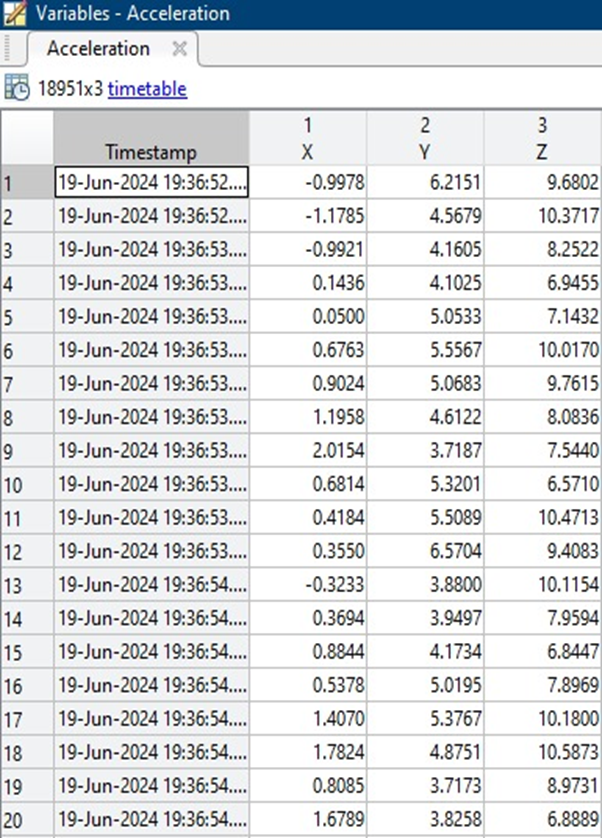 Variables - Acceleration
Acceleration
18951x3 timetable
1 2 3
Timestamp X Y Z
1 19-Jun-2024 19:36:52.... -0.9978 6.2151 9.6802
2 19-Jun-2024 19:36:52.... -1.1785 4.5679 10.3717
3 19-Jun-2024 19:36:53.... -0.9921 4.1605 8.2522
4 19-Jun-2024 19:36:53.... 0.1436 4.1025 6.9455
5 19-Jun-2024 19:36:53.... 0.0500 5.0533 7.1432
6 19-Jun-2024 19:36:53.... 0.6763 5.5567 10.0170
7 19-Jun-2024 19:36:53.... 0.9024 5.0683 9.7615
8 19-Jun-2024 19:36:53.... 1.1958 4.6122 8.0836
9 19-Jun-2024 19:36:53.... 2.0154 3.7187 7.5440
10 19-Jun-2024 19:36:53.... 0.6814 5.3201 6.5710
11 19-Jun-2024 19:36:53.... 0.4184 5.5089 10.4713
12 19-Jun-2024 19:36:53.... 0.3550 6.5704 9.4083
13 19-Jun-2024 19:36:54.... -0.3233 3.8800 10.1154
14 19-Jun-2024 19:36:54.... 0.3694 3.9497 7.9594
15 19-Jun-2024 19:36:54.... 0.8844 4.1734 6.8447
16 19-Jun-2024 19:36:54.... 0.5378 5.0195 7.8969
17 19-Jun-2024 19:36:54.... 1.4070 5.3767 10.1800
18 19-Jun-2024 19:36:54.... 1.7824 4.8751 10.5873
19 19-Jun-2024 19:36:54.... 0.8085 3.7173 8.9731
20 19-Jun-2024 19:36:54.... 1.6789 3.8258 6.8889